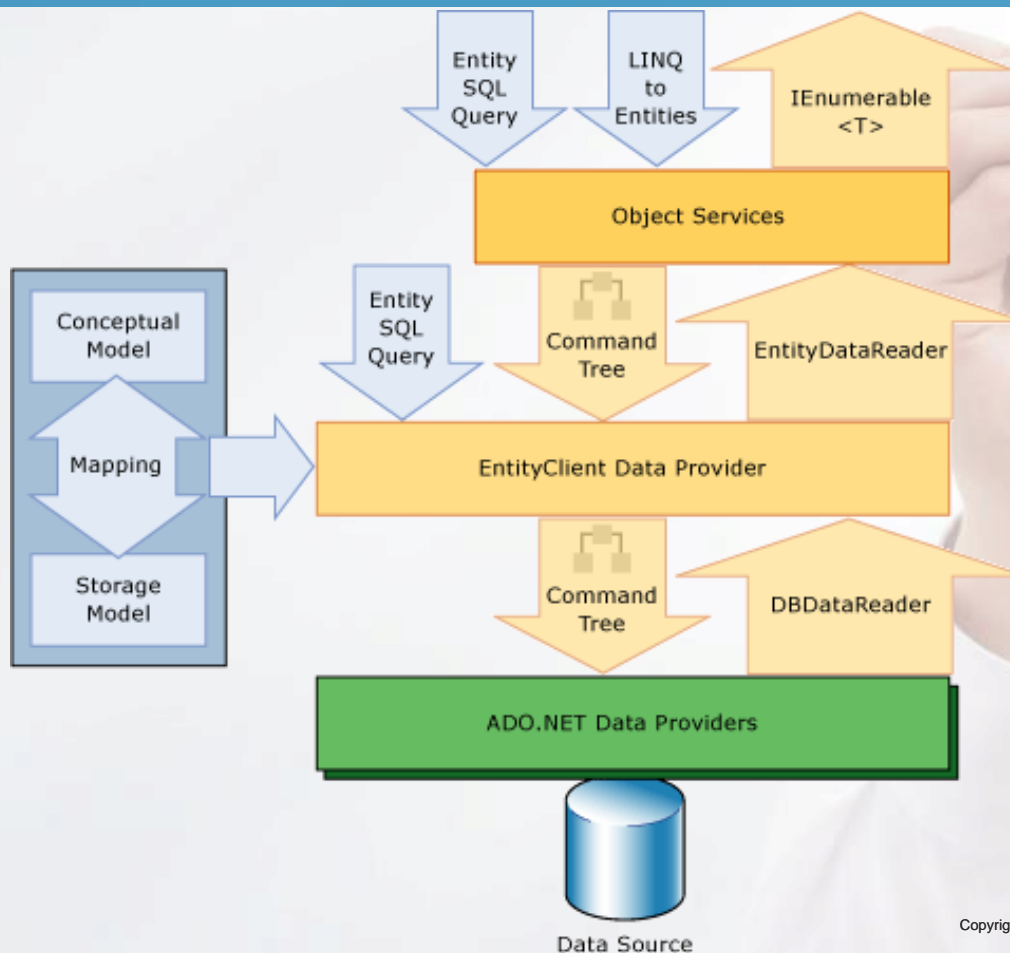 Entity
SQL
Query
LINQ
to
Entities
IEnumerable
<T>
Object Services
Conceptual
Model
Mapping
Storage
Model
Entity
SQL
Query
Command
Tree
EntityDataReader
EntityClient Data Provider
Command
Tree
DBDataReader
ADO.NET Data Providers
Data Source
Copyrig